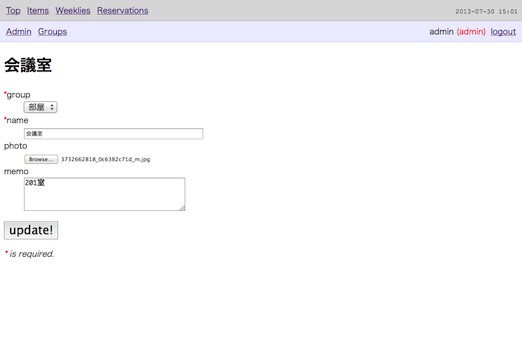 Top Items Weeklies Reservations 2013-07-30 15:01
Admin Groups admin (admin) logout
会議室
*group
部屋
*name
会議室
photo
Browse... 3732662818_0c6382c71d_m.jpg
memo
201室
update!
* is required.